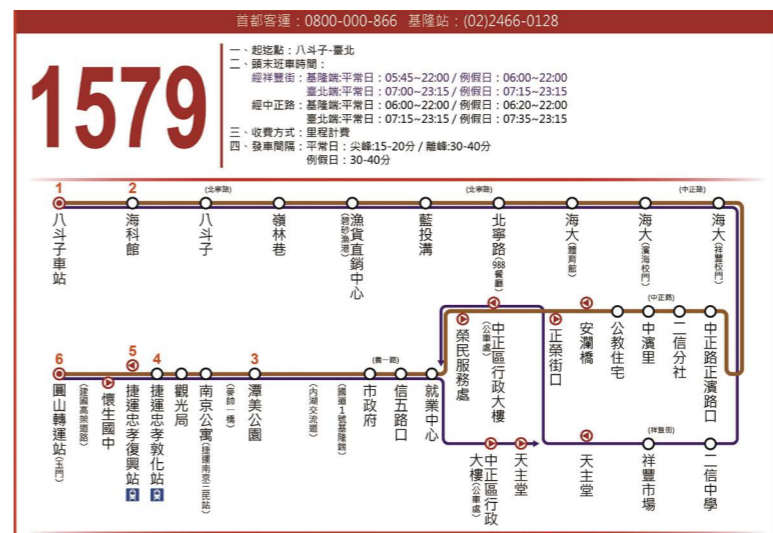 首都客運：0800-000-866 基隆站：(02)2466-0128
1579
一、起迄點：八斗子-臺北
二、頭末班車時間：
經祥豐街：基隆端:平常日：05:45~22:00 / 例假日：06:00~22:00
臺北端:平常日：07:00~23:15 / 例假日：07:15~23:15
經中正路：基隆端:平常日：06:00~22:00 / 例假日：06:20~22:00
臺北端:平常日：07:15~23:15 / 例假日：07:35~23:15
三、收費方式：里程計費
四、發車間隔：平常日：尖峰:15-20分 / 離峰:30-40分
例假日：30-40分
1
2
(北寧路)
(北寧路)
(中正路)
八斗子車站
海科館
八斗子
嶺林巷
漁貨直銷中心(碧砂漁港)
藍投溝
北寧路(988餐廳)
海大(體育館)
海大(濱海校門)
海大(祥豐校門)
(中正路)
榮民服務處
中正區行政大樓(公車處)
正榮街口
安瀾橋
公教住宅
中濱里
二信分社
中正路正濱路口
6
5
4
3
(義一路)
圓山轉運站(玉門)
(建國高架道路)
懷生國中
捷運忠孝復興站
捷運忠孝敦化站
觀光局
南京公寓(捷運南京三民站)
(麥帥一橋)
潭美公園
(內湖交流道)
(國道1號基隆端)
市政府
信五路口
就業中心
(祥豐街)
中正區行政大樓(公車處)
天主堂
天主堂
祥豐市場
二信中學